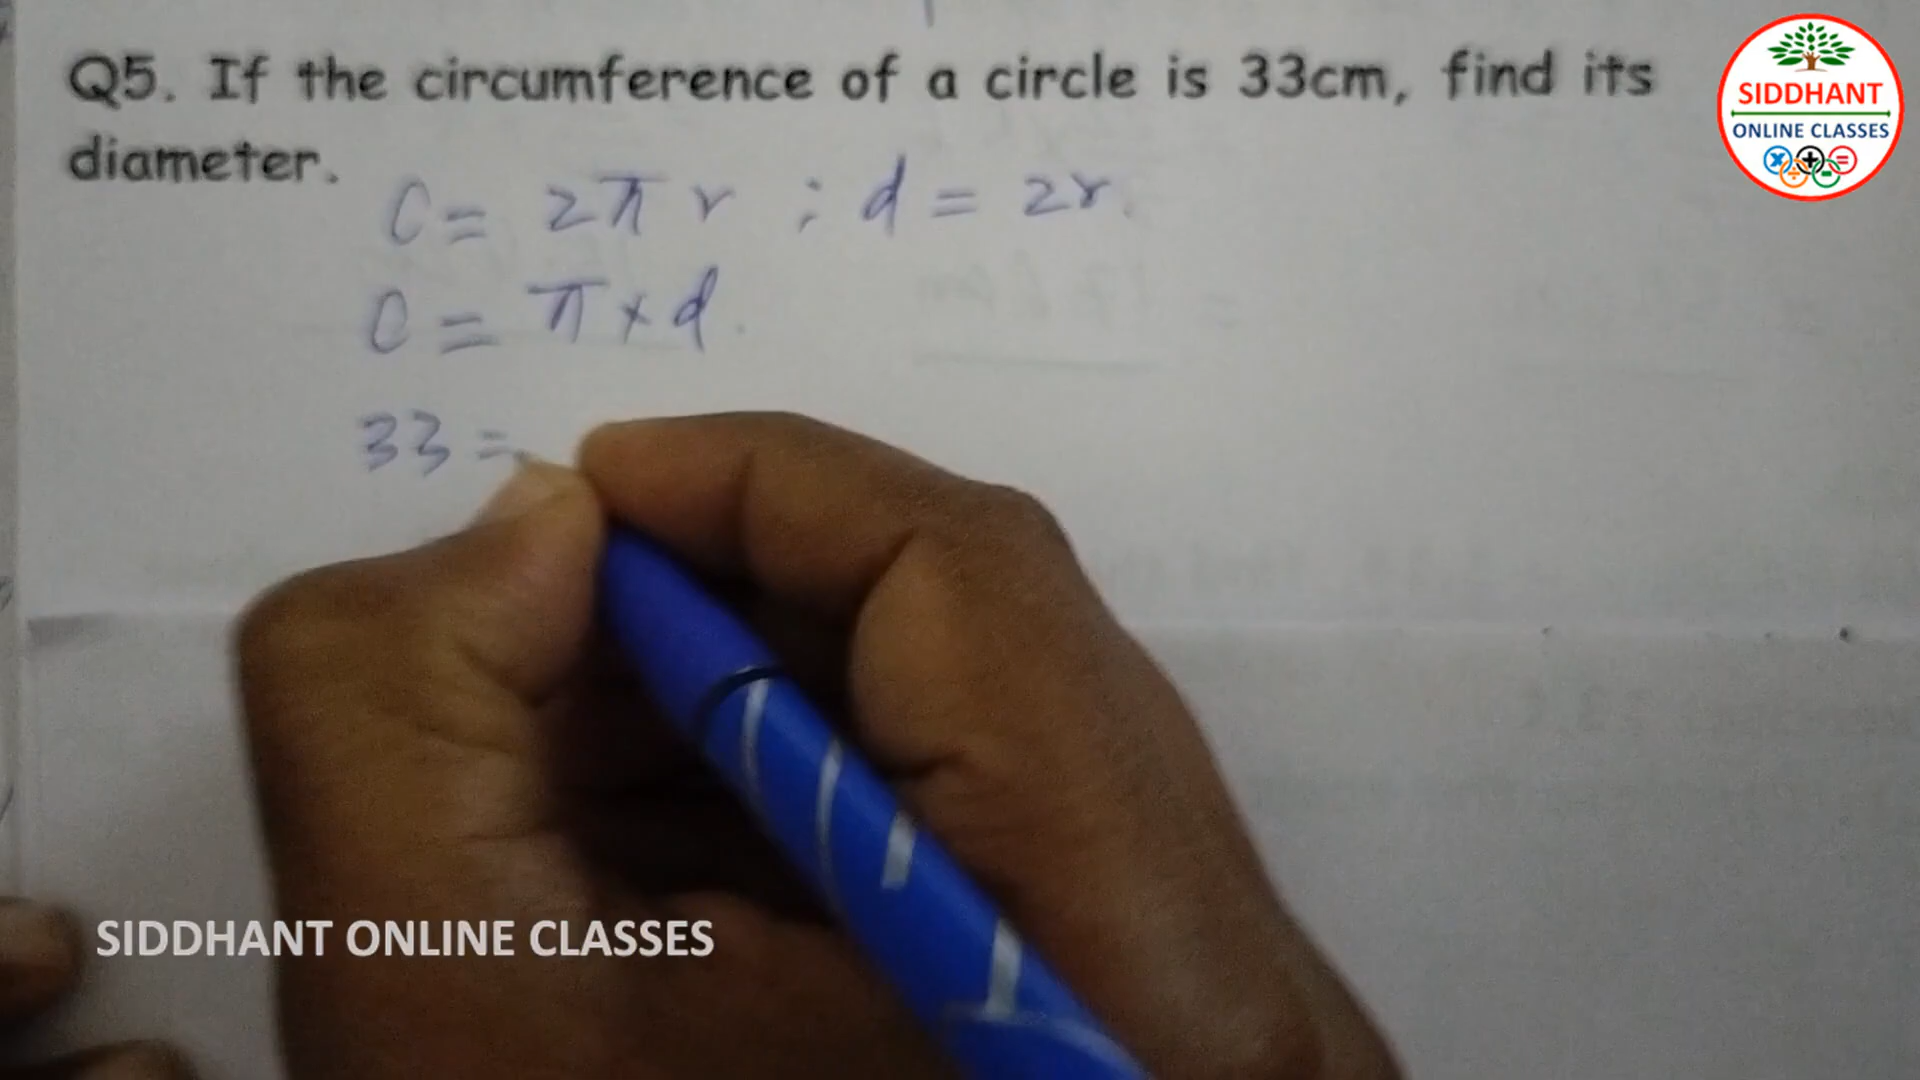 Q5. If the circumference of a circle is 33cm, find its
diameter.
C = 2πr ; d = 2r.
C = π × d.
33 =
SIDDHANT
ONLINE CLASSES
SIDDHANT ONLINE CLASSES